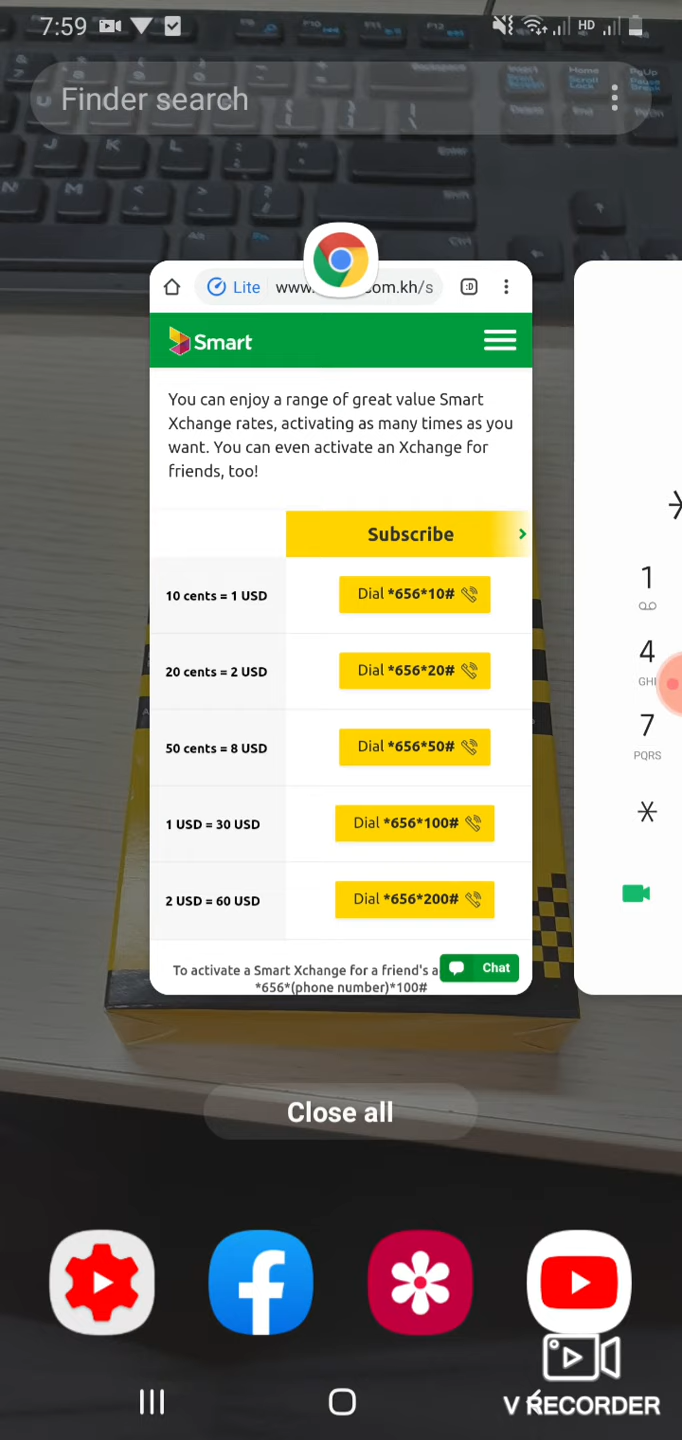 7:59
HD
Finder search
Lite www. com.kh/s :D
Smart
You can enjoy a range of great value Smart
Xchange rates, activating as many times as you
want. You can even activate an Xchange for
friends, too!
Subscribe
10 cents = 1 USD
Dial *656*10#
20 cents = 2 USD
Dial *656*20#
50 cents = 8 USD
Dial *656*50#
1 USD = 30 USD
Dial *656*100#
2 USD = 60 USD
Dial *656*200#
To activate a Smart Xchange for a friend's a
*656*(phone number)*100#
Chat
*
1
4
GHI
7
PQRS
*
Close all
V RECORDER